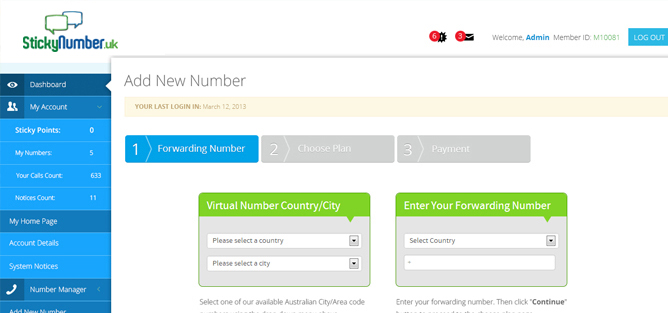 StickyNumber.uk
6
3
Welcome, Admin Member ID: M10081
LOG OUT
Dashboard
My Account
Sticky Points: 0
My Numbers: 5
Your Calls Count: 633
Notices Count: 11
My Home Page
Account Details
System Notices
Number Manager
Add New Number
Add New Number
YOUR LAST LOGIN IN: March 12, 2013
1 Forwarding Number
2 Choose Plan
3 Payment
Virtual Number Country/City
Please select a country
Please select a city
Select one of our available Australian City/Area code
Enter Your Forwarding Number
Select Country
Enter your forwarding number. Then click "Continue"